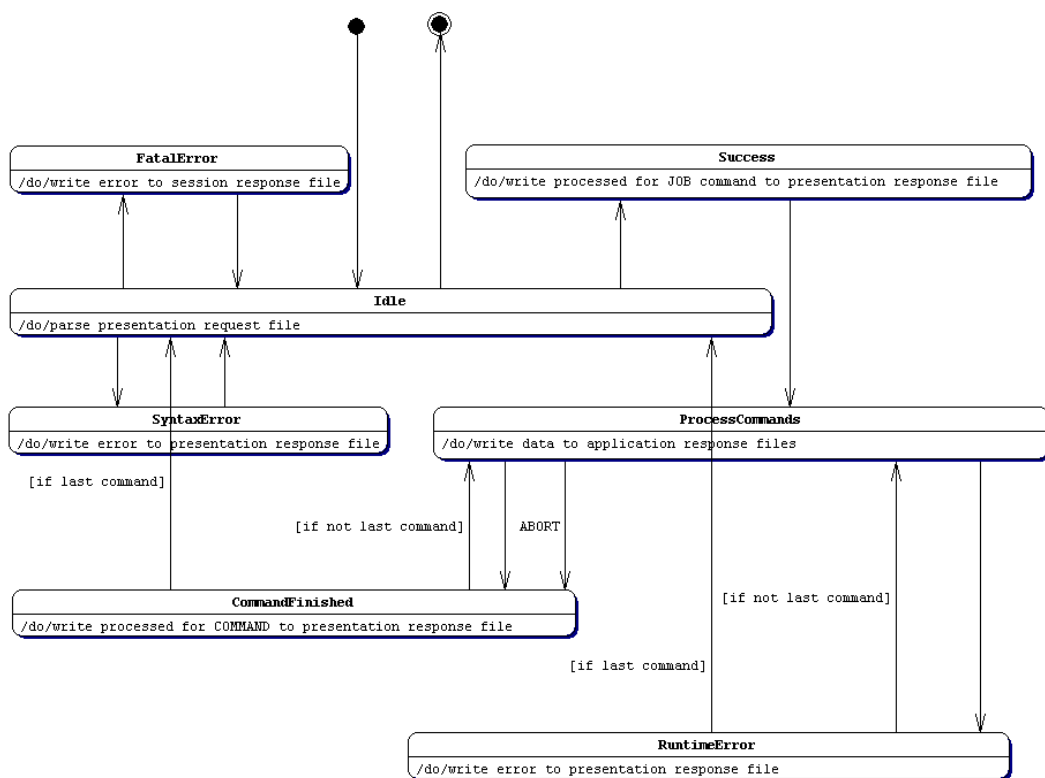 FatalError
/do/write error to session response file
Success
/do/write processed for JOB command to presentation response file
Idle
/do/parse presentation request file
SyntaxError
/do/write error to presentation response file
ProcessCommands
/do/write data to application response files
[if last command]
[if not last command]
ABORT
CommandFinished
/do/write processed for COMMAND to presentation response file
[if not last command]
[if last command]
RuntimeError
/do/write error to presentation response file